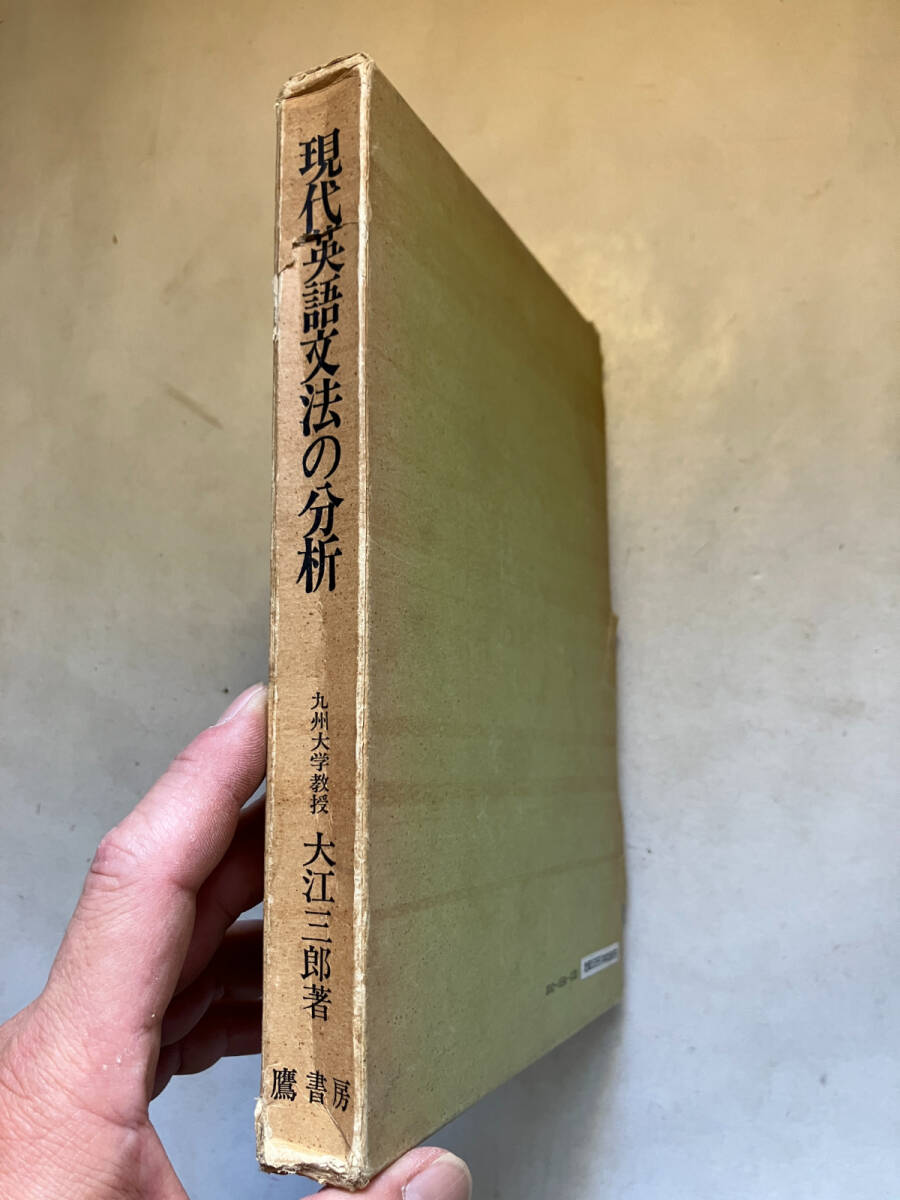 現代英語文法の分析
九州大学教授 大江三郎著
鷹書房